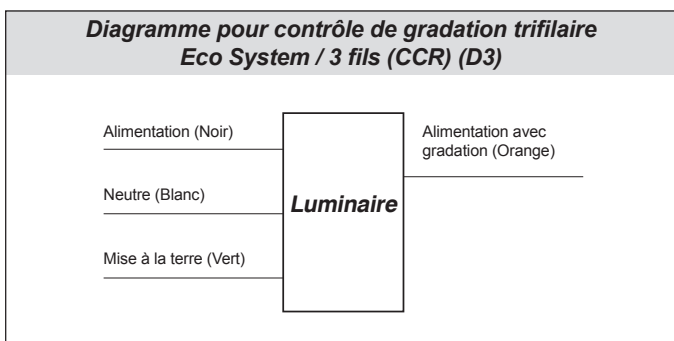 Diagramme pour contrôle de gradation trifilaire
Eco System / 3 fils (CCR) (D3)
Alimentation (Noir)
Alimentation avec
gradation (Orange)
Neutre (Blanc)
Luminaire
Mise à la terre (Vert)